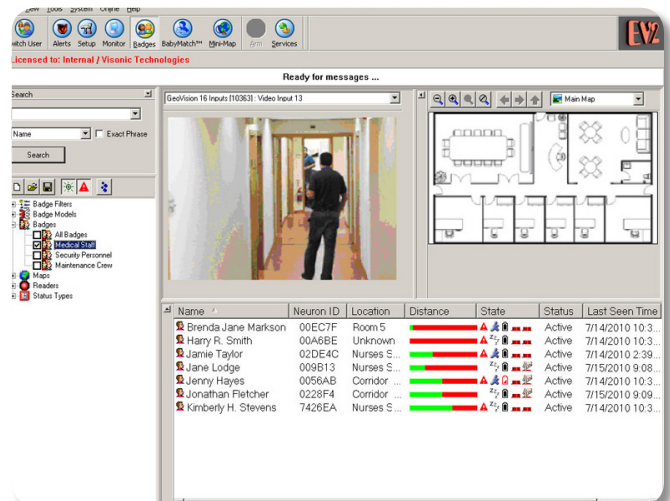 View Tools System Online Help
Switch User Alerts Setup Monitor Badges BabyMatch™ Mini-Map Arm Services
EV2
Licensed to: Internal / Visonic Technologies
Ready for messages ...
Search
GeoVision 16 Inputs [10363] : Video Input 13
Main Map
Name Exact Phrase
Search
Badge Filters
Badge Models
Badges
All Badges
Medical Staff
Security Personnel
Maintenance Crew
Maps
Readers
Status Types
Name Neuron ID Location Distance State Status Last Seen Time
Brenda Jane Markson 00EC7F Room 5 Active 7/14/2010 10:3...
Harry R. Smith 00A6BE Unknown Active 7/14/2010 10:3...
Jamie Taylor 02DE4C Nurses S... Active 7/14/2010 2:39...
Jane Lodge 009B13 Nurses S... Active 7/15/2010 9:08...
Jenny Hayes 0056AB Corridor ... Active 7/14/2010 10:3...
Jonathan Fletcher 0228F4 Corridor ... Active 7/15/2010 9:09...
Kimberly H. Stevens 7426EA Nurses S... Active 7/14/2010 10:3...